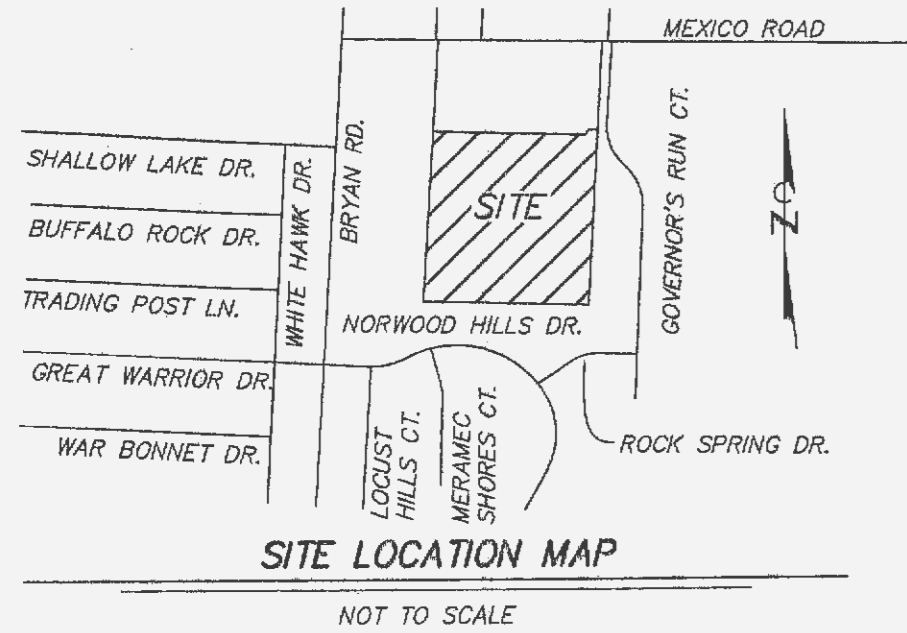 MEXICO ROAD
SHALLOW LAKE DR.
BUFFALO ROCK DR.
TRADING POST LN.
GREAT WARRIOR DR.
WAR BONNET DR.
WHITE HAWK DR.
BRYAN RD.
SITE
GOVERNOR'S RUN CT.
N
NORWOOD HILLS DR.
LOCUST
HILLS CT.
MERAMEC
SHORES CT.
ROCK SPRING DR.
SITE LOCATION MAP
NOT TO SCALE